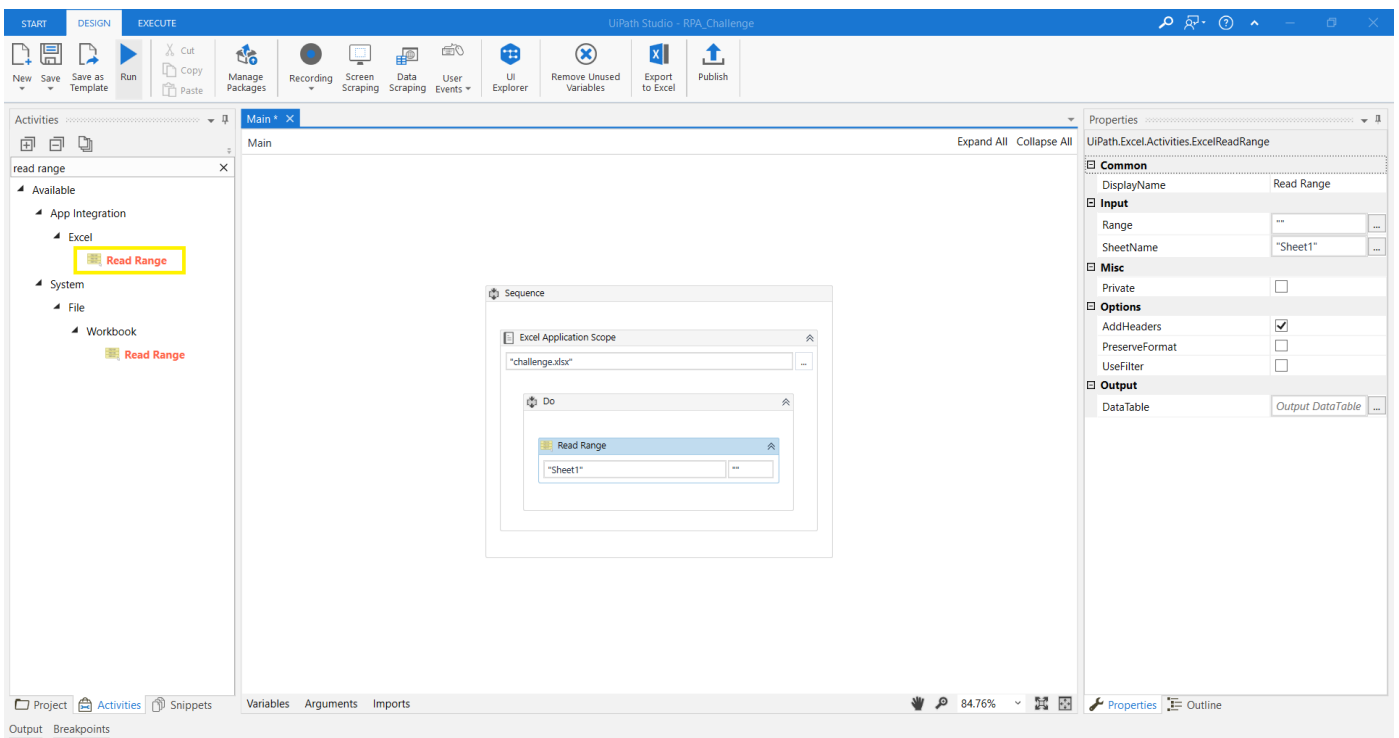 START DESIGN EXECUTE UiPath Studio - RPA_Challenge
New Save Save as Template Run Cut Copy Paste Manage Packages Recording Screen Scraping Data Scraping User Events UI Explorer Remove Unused Variables Export to Excel Publish
Activities
read range
Available
App Integration
Excel
Read Range
System
File
Workbook
Read Range
Project Activities Snippets
Main *
Main Expand All Collapse All
Sequence
Excel Application Scope
"challenge.xlsx" ...
Do
Read Range
"Sheet1" ""
Variables Arguments Imports 84.76%
Properties
UiPath.Excel.Activities.ExcelReadRange
Common
DisplayName Read Range
Input
Range "" ...
SheetName "Sheet1" ...
Misc
Private
Options
AddHeaders
PreserveFormat
UseFilter
Output
DataTable Output DataTable ...
Properties Outline
Output Breakpoints